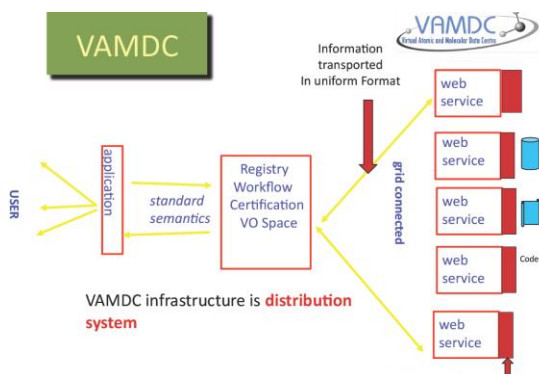 VAMDC
VAMDC
Virtual Atomic and Molecular Data Centre
Information
transported
In uniform Format
web
service
web
service
web
service
web
service
Code
web
service
grid connected
Registry
Workflow
Certification
VO Space
standard
semantics
application
USER
VAMDC infrastructure is distribution
system